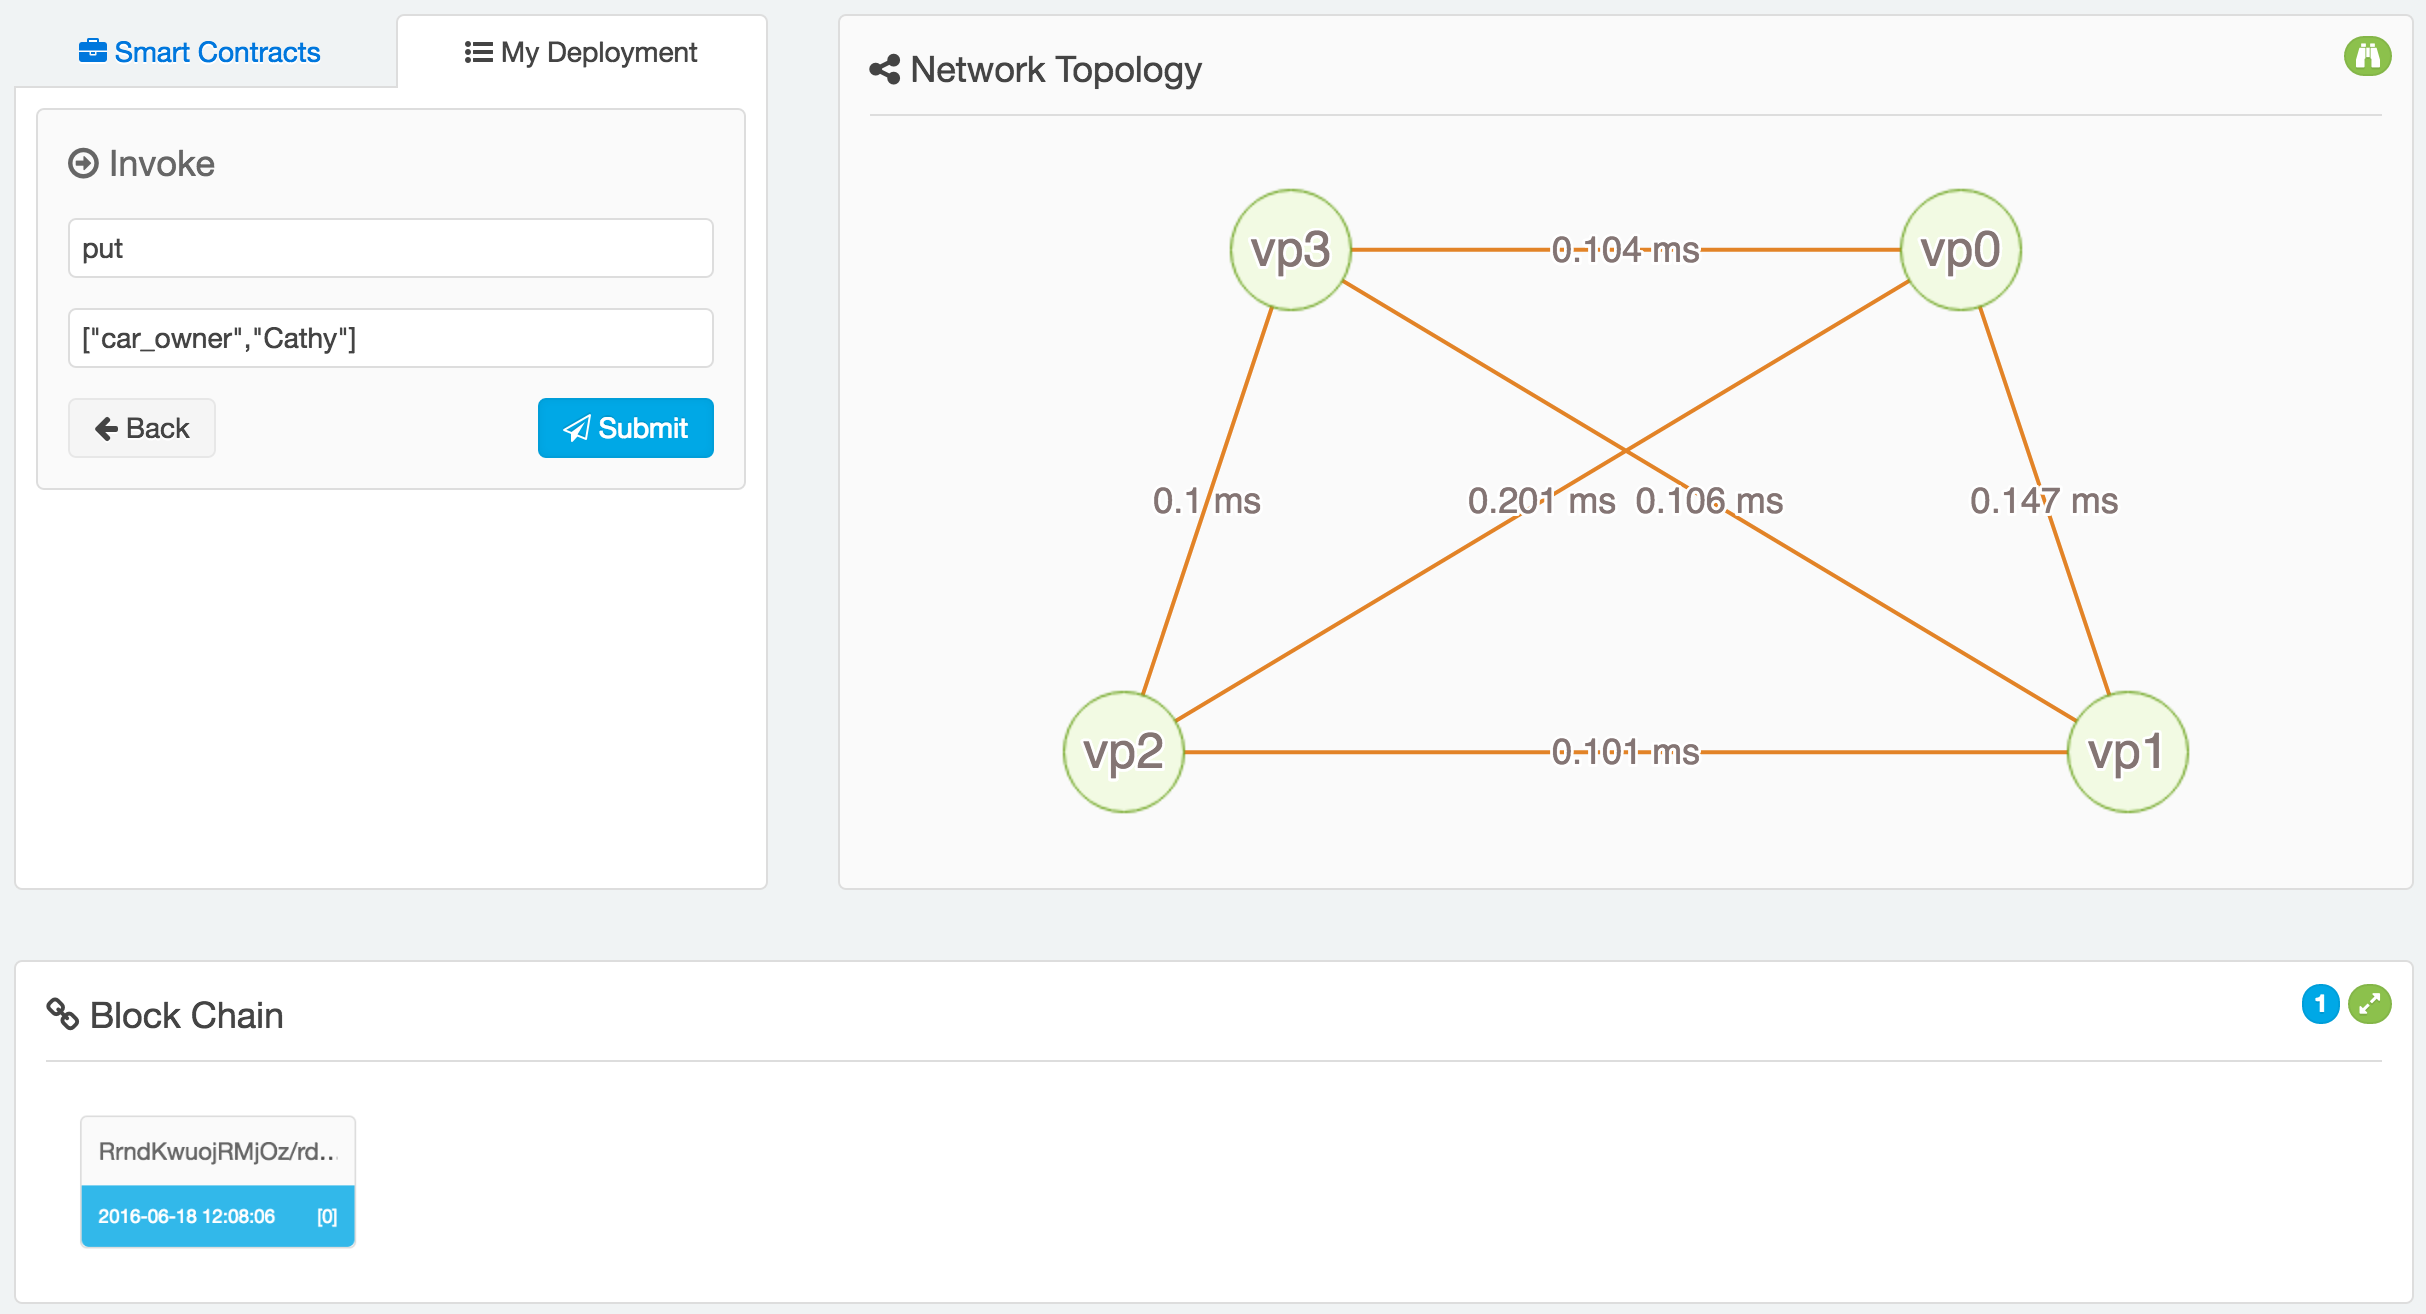 Smart Contracts
My Deployment
Invoke
put
["car_owner","Cathy"]
Back
Submit
Network Topology
vp3
0.104 ms
vp0
0.1 ms
0.201 ms
0.106 ms
0.147 ms
vp2
0.101 ms
vp1
Block Chain
1
RrndKwuojRMjOz/rd...
2016-06-18 12:08:06 [0]